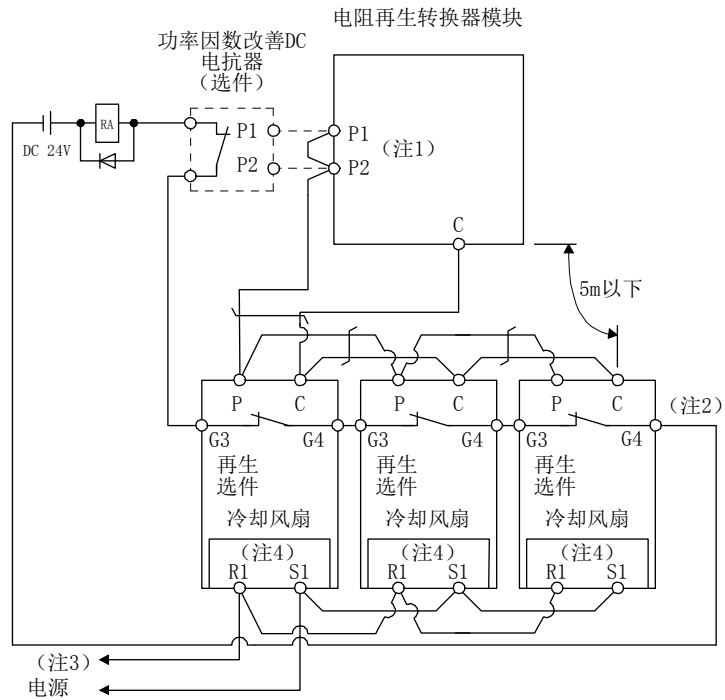 电阻再生转换器模块
功率因数改善DC
电抗器
（选件）
RA
DC 24V
P1
P2
P1
P2
（注1）
C
5m以下
P
C
P
C
P
C
（注2）
G3
G4
G3
G4
G3
G4
再生
选件
再生
选件
再生
选件
冷却风扇
冷却风扇
冷却风扇
（注4）
（注4）
（注4）
R1
S1
R1
S1
R1
S1
（注3）
电源